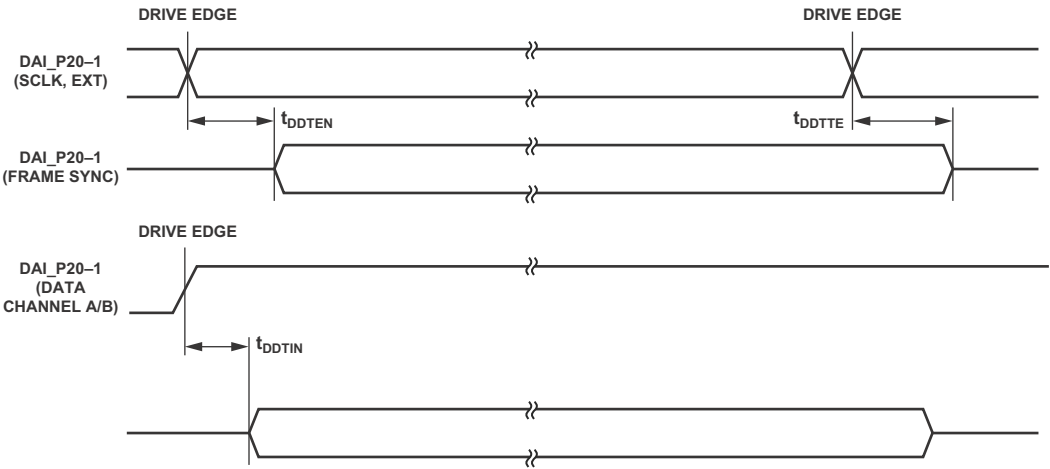 DRIVE EDGE
DRIVE EDGE
DAI_P20–1
(SCLK, EXT)
tDDTEN
tDDTTE
DAI_P20–1
(FRAME SYNC)
DRIVE EDGE
DAI_P20–1
(DATA
CHANNEL A/B)
tDDTIN